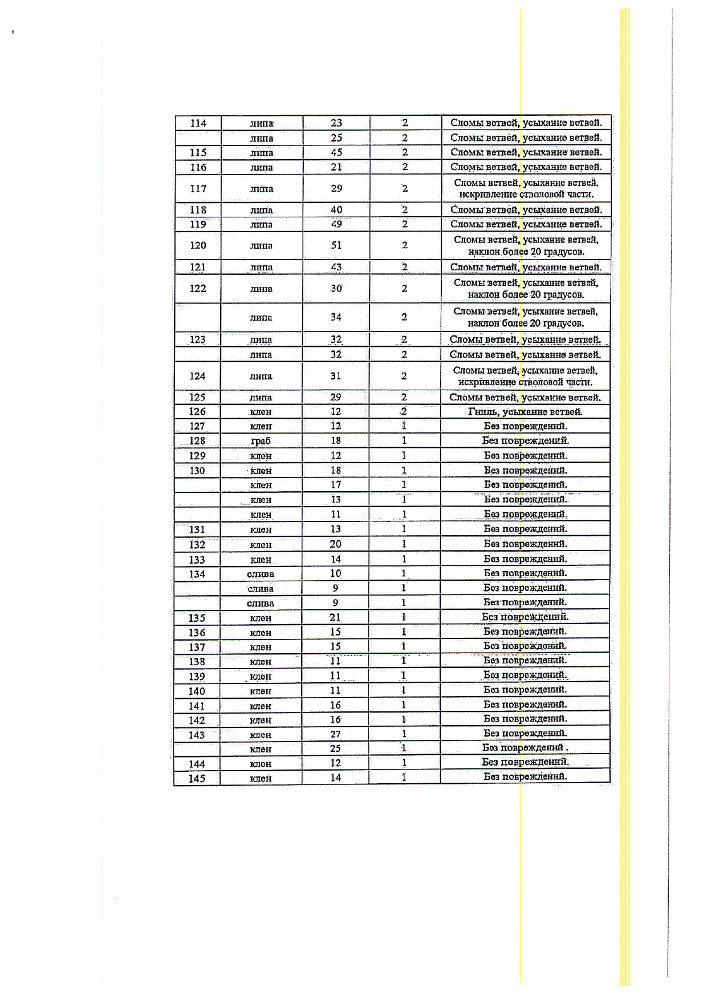 114 липа 23 2 Сломы ветвей, усыхание ветвей.
липа 25 2 Сломы ветвей, усыхание ветвей.
115 липа 45 2 Сломы ветвей, усыхание ветвей.
116 липа 21 2 Сломы ветвей, усыхание ветвей.
117 липа 29 2 Сломы ветвей, усыхание ветвей,
искривление стволовой части.
118 липа 40 2 Сломы ветвей, усыхание ветвей.
119 липа 49 2 Сломы ветвей, усыхание ветвей.
120 липа 51 2 Сломы ветвей, усыхание ветвей,
наклон более 20 градусов.
121 липа 43 2 Сломы ветвей, усыхание ветвей.
122 липа 30 2 Сломы ветвей, усыхание ветвей,
наклон более 20 градусов.
липа 34 2 Сломы ветвей, усыхание ветвей,
наклон более 20 градусов.
123 липа 32 2 Сломы ветвей, усыхание ветвей.
липа 32 2 Сломы ветвей, усыхание ветвей.
124 липа 31 2 Сломы ветвей, усыхание ветвей,
искривление стволовой части.
125 липа 29 2 Сломы ветвей, усыхание ветвей.
126 клен 12 2 Гниль, усыхание ветвей.
127 клен 12 1 Без повреждений.
128 граб 18 1 Без повреждений.
129 клен 12 1 Без повреждений.
130 клен 18 1 Без повреждений.
клен 17 1 Без повреждений.
клен 13 1 Без повреждений.
клен 11 1 Без повреждений.
131 клен 13 1 Без повреждений.
132 клен 20 1 Без повреждений.
133 клен 14 1 Без повреждений.
134 слива 10 1 Без повреждений.
слива 9 1 Без повреждений.
слива 9 1 Без повреждений.
135 клен 21 1 Без повреждений.
136 клен 15 1 Без повреждений.
137 клен 15 1 Без повреждений.
138 клен 11 1 Без повреждений.
139 клен 11 1 Без повреждений.
140 клен 11 1 Без повреждений.
141 клен 16 1 Без повреждений.
142 клен 16 1 Без повреждений.
143 клен 27 1 Без повреждений.
клен 25 1 Без повреждений .
144 клен 12 1 Без повреждений.
145 клен 14 1 Без повреждений.